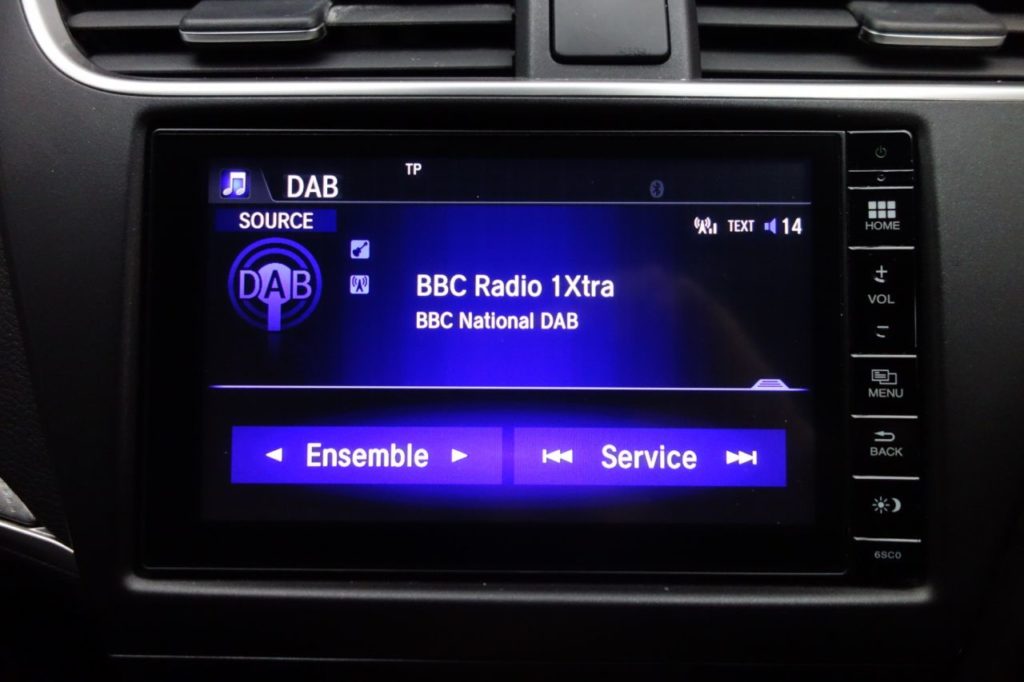 TP
DAB
SOURCE
TEXT 14
DAB
BBC Radio 1Xtra
BBC National DAB
Ensemble
Service
HOME
+
VOL
−
MENU
BACK
6SC0